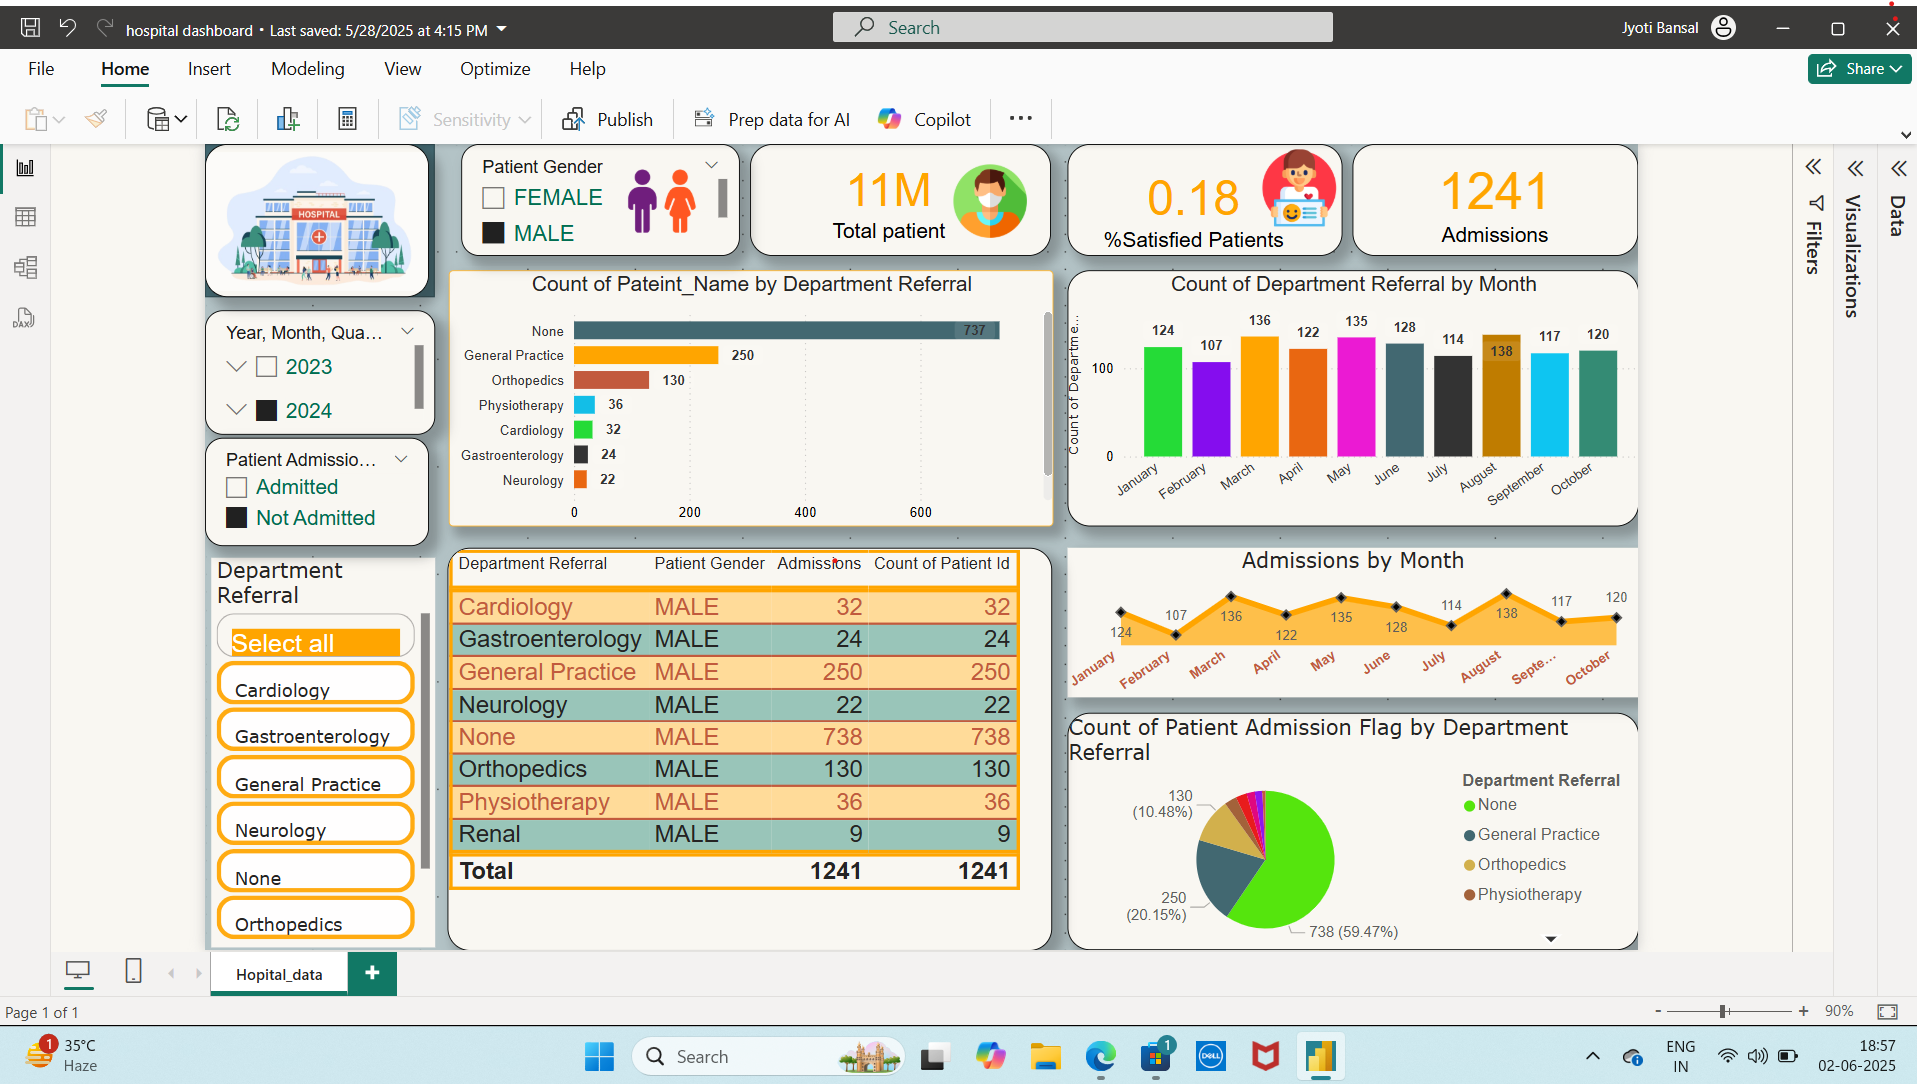 hospital dashboard • Last saved: 5/28/2025 at 4:15 PM
Search
Jyoti Bansal
File Home Insert Modeling View Optimize Help
Share
Sensitivity
Publish
Prep data for AI
Copilot
HOSPITAL
Patient Gender
FEMALE
MALE
11M
Total patient
0.18
%Satisfied Patients
1241
Admissions
Filters
Visualizations
Data
DAX
Year, Month, Qua...
2023
2024
Patient Admissio...
Admitted
Not Admitted
Department
Referral
Select all
Cardiology
Gastroenterology
General Practice
Neurology
None
Orthopedics
Count of Pateint_Name by Department Referral
None 737
General Practice 250
Orthopedics 130
Physiotherapy 36
Cardiology 32
Gastroenterology 24
Neurology 22
0 200 400 600
Count of Department Referral by Month
Count of Departme...
124 107 136 122 135 128 114 138 117 120
100
0
January February March April May June July August September October
Department Referral Patient Gender Admissions Count of Patient Id
Cardiology MALE 32 32
Gastroenterology MALE 24 24
General Practice MALE 250 250
Neurology MALE 22 22
None MALE 738 738
Orthopedics MALE 130 130
Physiotherapy MALE 36 36
Renal MALE 9 9
Total 1241 1241
Admissions by Month
124 107 136 122 135 128 114 138 117 120
January February March April May June July August Septe... October
Count of Patient Admission Flag by Department
Referral
130
(10.48%)
250
(20.15%)
738 (59.47%)
Department Referral
None
General Practice
Orthopedics
Physiotherapy
Hopital_data
+
Page 1 of 1
- + 90%
1
35°C
Haze
Search
1
DELL
ENG
IN
18:57
02-06-2025